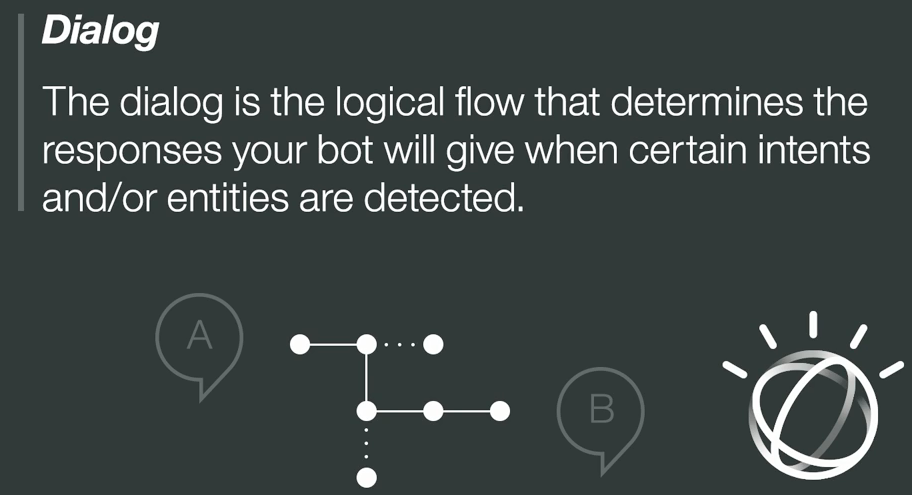 Dialog
The dialog is the logical flow that determines the
responses your bot will give when certain intents
and/or entities are detected.
A
B